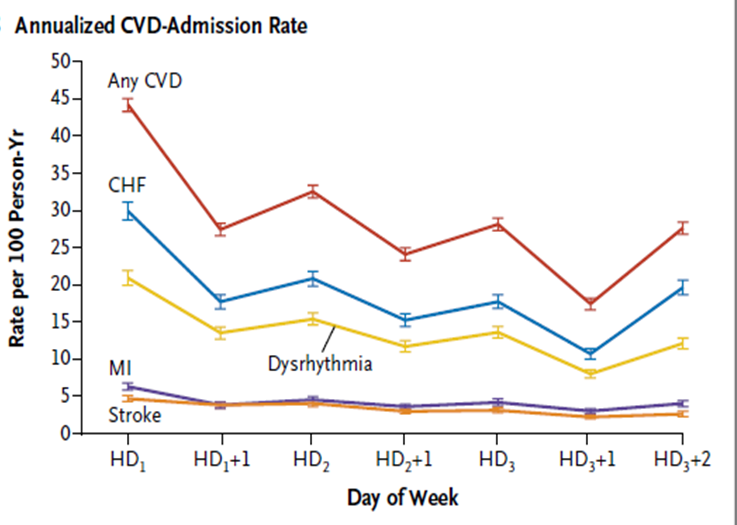 Annualized CVD-Admission Rate
Rate per 100 Person-Yr
50
45
40
35
30
25
20
15
10
5
0
Any CVD
CHF
Dysrhythmia
MI
Stroke
HD₁ HD₁+1 HD₂ HD₂+1 HD₃ HD₃+1 HD₃+2
Day of Week